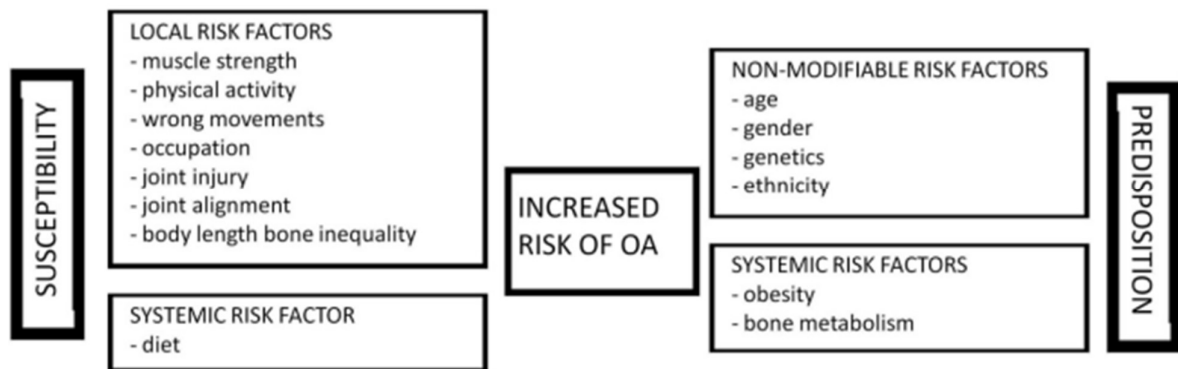 SUSCEPTIBILITY
LOCAL RISK FACTORS
- muscle strength
- physical activity
- wrong movements
- occupation
- joint injury
- joint alignment
- body length bone inequality
SYSTEMIC RISK FACTOR
- diet
INCREASED
RISK OF OA
NON-MODIFIABLE RISK FACTORS
- age
- gender
- genetics
- ethnicity
SYSTEMIC RISK FACTORS
- obesity
- bone metabolism
PREDISPOSITION